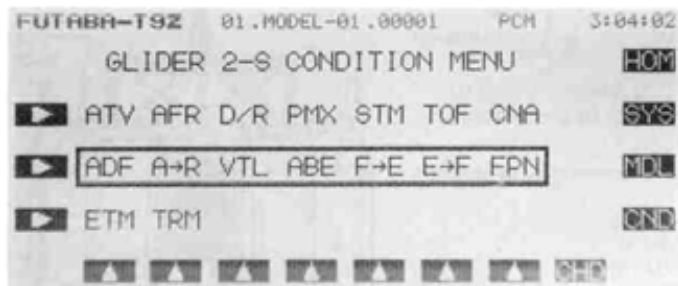 FUTABA-T9Z 01.MODEL-01.00001 PCM 3:04:02
GLIDER 2-S CONDITION MENU HOM
ATV AFR D/R PMX STM TOF CNA SYS
ADF A→R VTL ABE F→E E→F FPN MDL
ETM TRM CND
CHD